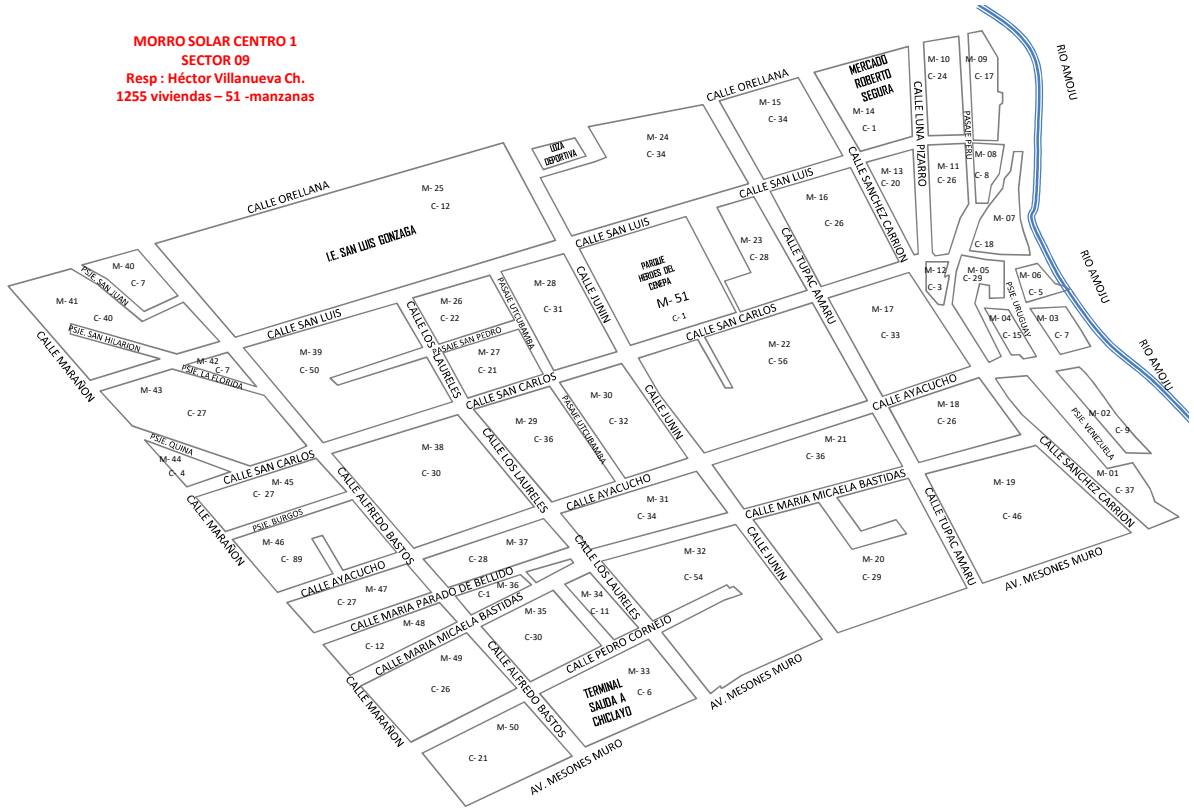 MORRO SOLAR CENTRO 1
SECTOR 09
Resp : Héctor Villanueva Ch.
1255 viviendas – 51 -manzanas
RIO AMOJU
MERCADO
ROBERTO
SEGURA
M- 14
C- 1
M- 10
C- 24
M- 09
C- 17
CALLE ORELLANA
M- 15
C- 34
CALLE LUNA PIZARRO
PASAJE PERU
LOZA
DEPORTIVA
M- 24
C- 34
M- 13
C- 20
M- 11
C- 26
M- 08
C- 8
CALLE SANCHEZ CARRION
CALLE ORELLANA
M- 25
C- 12
I.E. SAN LUIS GONZAGA
CALLE SAN LUIS
M- 16
C- 26
M- 07
C- 18
CALLE SAN LUIS
M- 23
C- 28
CALLE TUPAC AMARU
PARQUE
HEROES DEL
CENEPA
M- 51
C- 1
M- 40
C- 7
PSJE. SAN JUAN
M- 41
C- 40
PSJE. SAN HILARION
M- 12
C- 3
M- 05
C- 29
M- 06
C- 5
RIO AMOJU
PSJE. URUGUAY
M- 04
C- 15
M- 03
C- 7
M- 28
C- 31
CALLE JUNIN
PASAJE UTCUBAMBA
M- 26
C- 22
PASAJE SAN PEDRO
M- 27
C- 21
CALLE SAN LUIS
CALLE LOS LAURELES
M- 17
C- 33
CALLE SAN CARLOS
M- 22
C- 56
CALLE MARAÑON
M- 42
C- 7
PSJE. LA FLORIDA
M- 39
C- 50
RIO AMOJU
M- 43
C- 27
CALLE SAN CARLOS
M- 30
C- 32
PASAJE UTCUBAMBA
CALLE JUNIN
M- 29
C- 36
CALLE AYACUCHO
M- 18
C- 26
M- 02
C- 9
PSJE. VENEZUELA
CALLE SANCHEZ CARRION
M- 01
C- 37
PSJE. QUINA
M- 44
C- 4
CALLE SAN CARLOS
M- 38
C- 30
CALLE LOS LAURELES
M- 21
C- 36
CALLE MARIA MICAELA BASTIDAS
M- 19
C- 46
M- 45
C- 27
CALLE ALFREDO BASTOS
CALLE AYACUCHO
M- 31
C- 34
CALLE TUPAC AMARU
CALLE MARAÑON
PSJE. BURGOS
M- 46
C- 89
M- 37
C- 28
CALLE LOS LAURELES
M- 32
C- 54
CALLE JUNIN
M- 20
C- 29
AV. MESONES MURO
CALLE AYACUCHO
M- 47
C- 27
CALLE MARIA PARADO DE BELLIDO
M- 36
C-1
M- 34
C- 11
M- 48
C- 12
CALLE MARIA MICAELA BASTIDAS
M- 35
C-30
CALLE PEDRO CORNEJO
M- 49
C- 26
CALLE ALFREDO BASTOS
M- 33
C- 6
TERMINAL
SALIDA A
CHICLAYO
AV. MESONES MURO
CALLE MARAÑON
M- 50
C- 21
AV. MESONES MURO